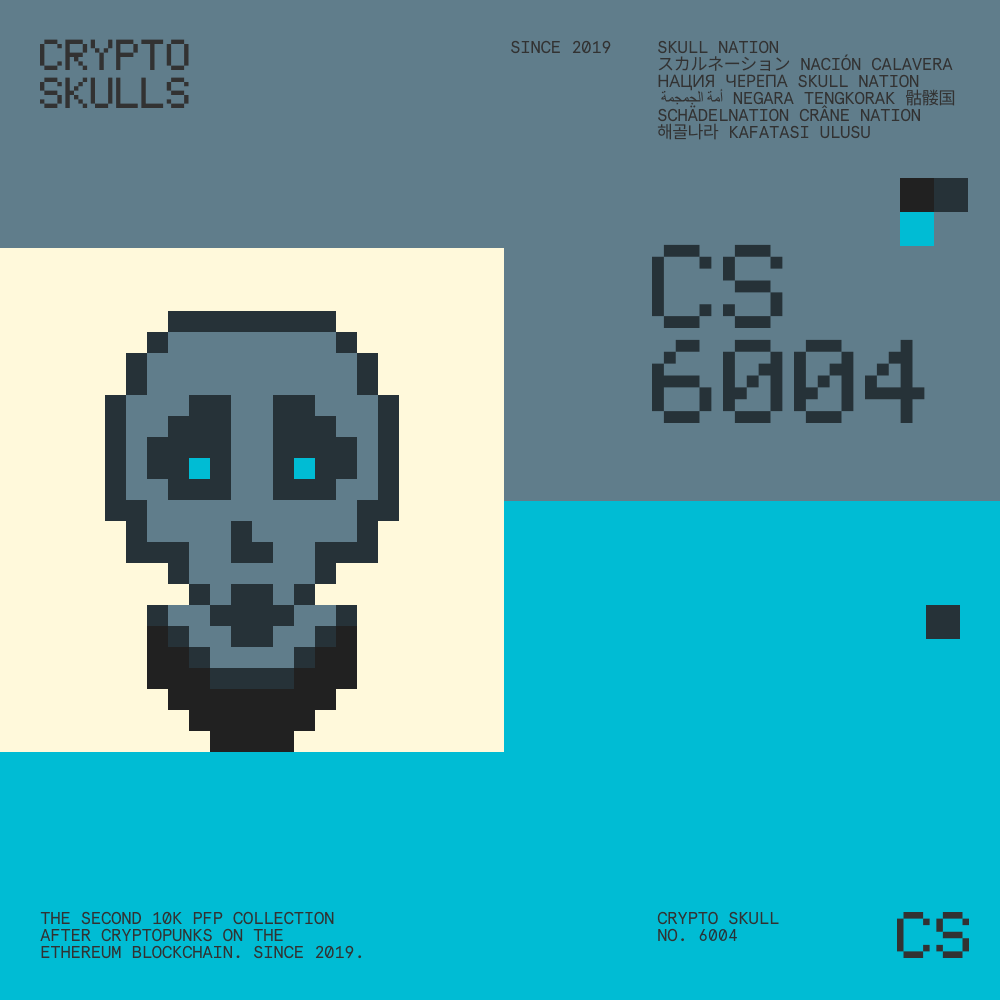 CRYPTO
SKULLS
SINCE 2019
SKULL NATION
スカルネーション NACIÓN CALAVERA
НАЦИЯ ЧЕРЕПА SKULL NATION
أمة الجمجمة NEGARA TENGKORAK 骷髅国
SCHÄDELNATION CRÂNE NATION
해골나라 KAFATASI ULUSU
CS
6004
THE SECOND 10K PFP COLLECTION
AFTER CRYPTOPUNKS ON THE
ETHEREUM BLOCKCHAIN. SINCE 2019.
CRYPTO SKULL
NO. 6004
CS